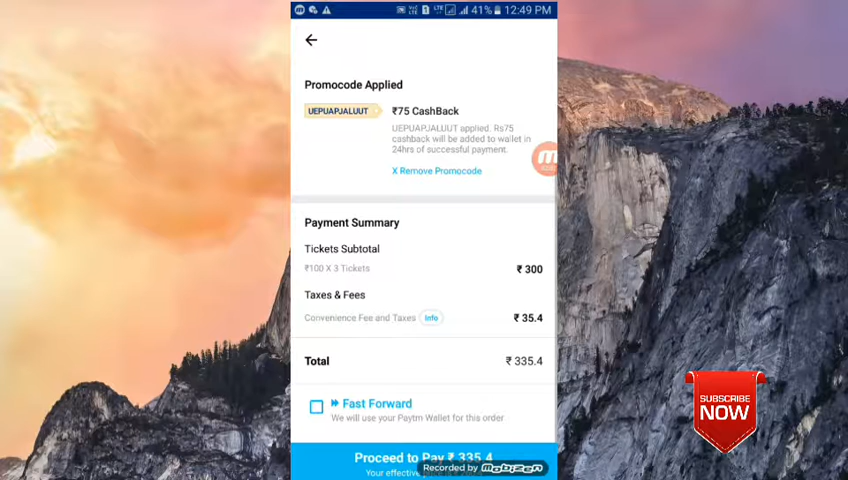 41% 12:49 PM
Promocode Applied
UEPUAPJALUUT
₹75 CashBack
UEPUAPJALUUT applied. Rs75
cashback will be added to wallet in
24hrs of successful payment.
X Remove Promocode
Payment Summary
Tickets Subtotal
₹100 X 3 Tickets ₹ 300
Taxes & Fees
Convenience Fee and Taxes Info ₹ 35.4
Total ₹ 335.4
Fast Forward
We will use your Paytm Wallet for this order
Proceed to Pay ₹ 335.4
Your effective
Recorded by Mobizen
SUBSCRIBE
NOW